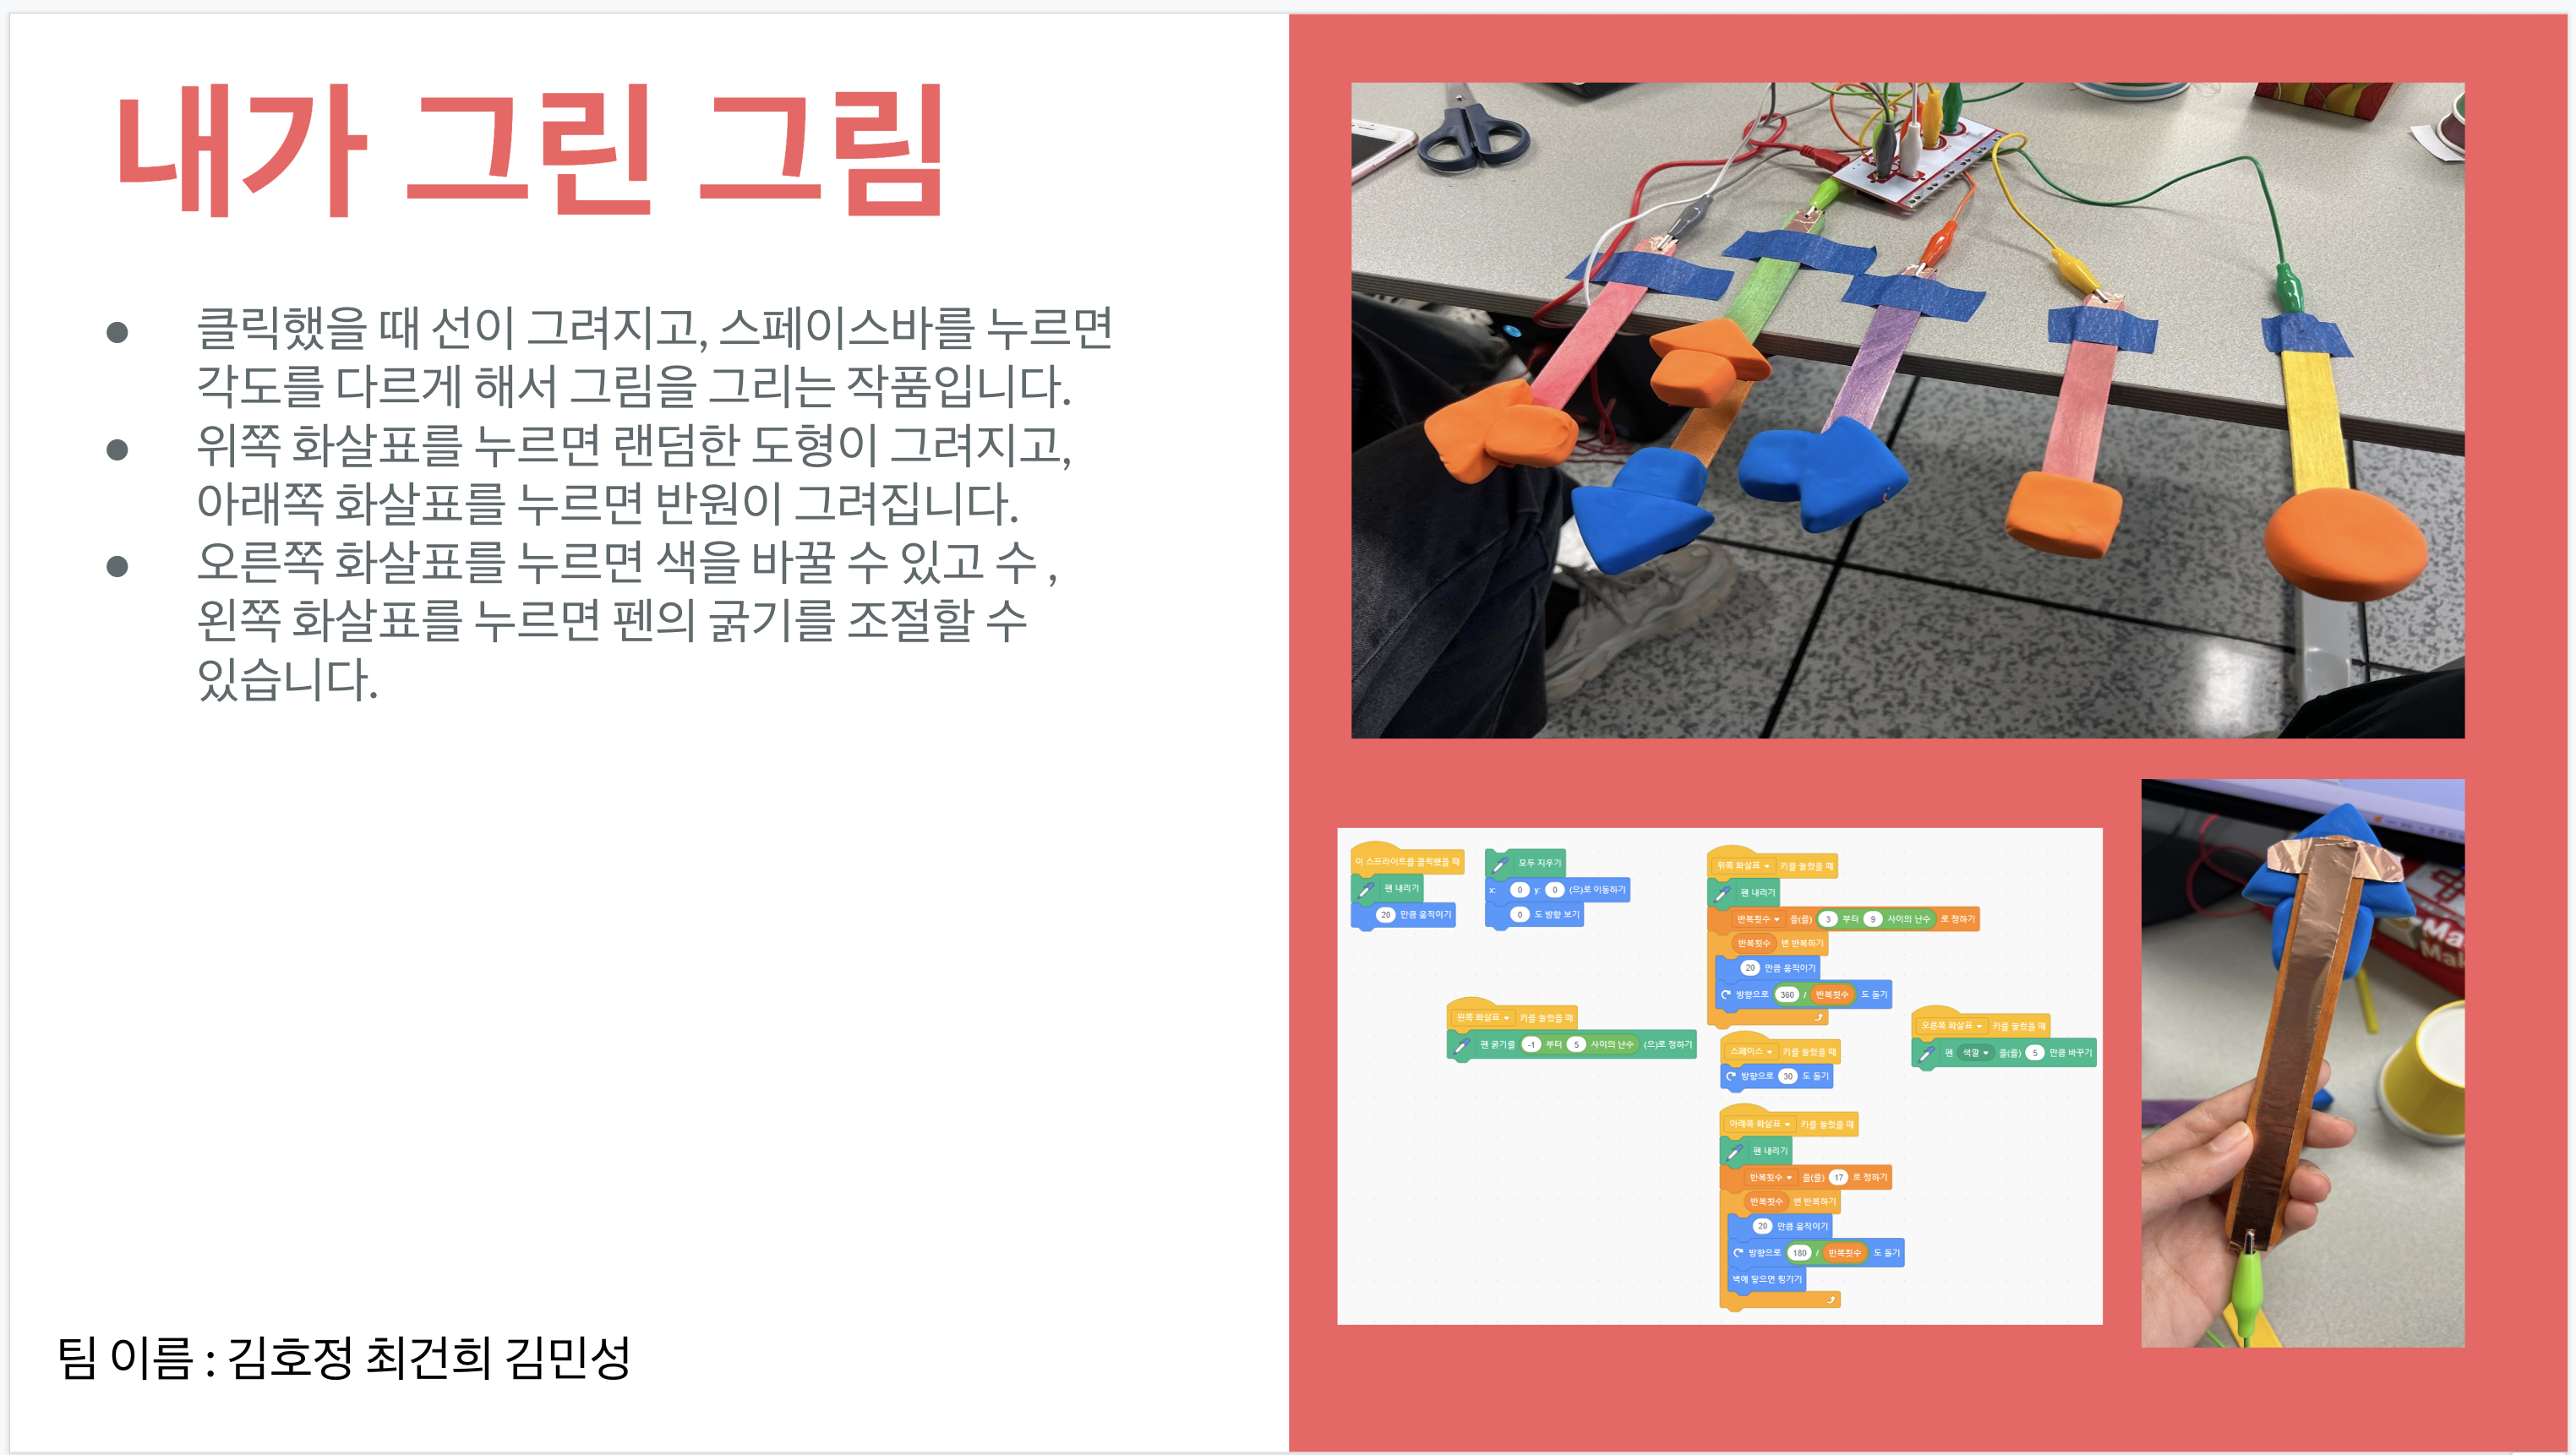 내가 그린 그림
● 클릭했을 때 선이 그려지고, 스페이스바를 누르면
각도를 다르게 해서 그림을 그리는 작품입니다.
● 위쪽 화살표를 누르면 랜덤한 도형이 그려지고,
아래쪽 화살표를 누르면 반원이 그려집니다.
● 오른쪽 화살표를 누르면 색을 바꿀 수 있고 수 ,
왼쪽 화살표를 누르면 펜의 굵기를 조절할 수
있습니다.
팀 이름 : 김호정 최건희 김민성
이 스프라이트를 클릭했을 때
펜 내리기
20 만큼 움직이기
모두 지우기
x: 0 y: 0 (으)로 이동하기
0 도 방향 보기
위쪽 화살표 키를 눌렀을 때
펜 내리기
반복횟수 을(를) 3 부터 9 사이의 난수 로 정하기
반복횟수 번 반복하기
20 만큼 움직이기
방향으로 360 / 반복횟수 도 돌기
왼쪽 화살표 키를 눌렀을 때
펜 굵기를 -1 부터 5 사이의 난수 (으)로 정하기
오른쪽 화살표 키를 눌렀을 때
펜 색깔 을(를) 5 만큼 바꾸기
스페이스 키를 눌렀을 때
방향으로 30 도 돌기
아래쪽 화살표 키를 눌렀을 때
펜 내리기
반복횟수 을(를) 17 로 정하기
반복횟수 번 반복하기
20 만큼 움직이기
방향으로 180 / 반복횟수 도 돌기
벽에 닿으면 튕기기